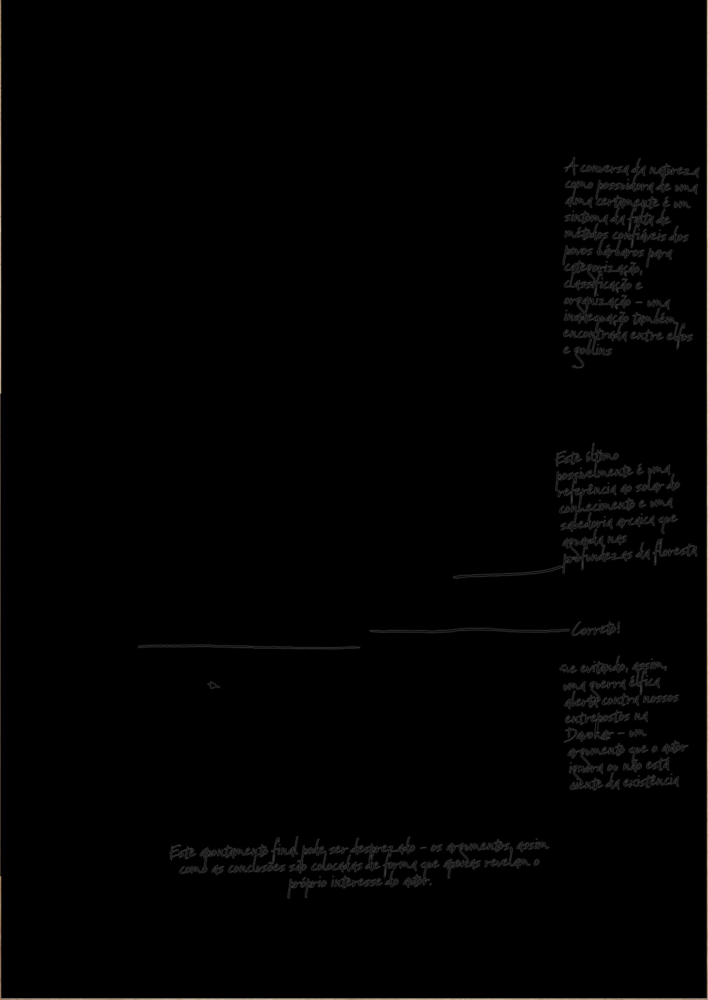 A conversa da natureza
como possuidora de uma
alma certamente é um
sintoma da falta de
métodos confiáveis dos
povos bárbaros para
categorização,
classificação e
organização – uma
inadequação também
encontrada entre elfos
e goblins
Este último
possivelmente é uma
referência ao solar do
conhecimento e uma
sabedoria arcaica que
aguarda nas
profundezas da floresta
Correto!
*e evitando, assim,
uma guerra élfica
aberta contra nossos
entrepostos na
Davokar – um
argumento que o autor
ignora ou não está
ciente da existência
*
Este apontamento final pode ser desprezado – os argumentos, assim
como as conclusões são colocadas de forma que apenas revelam o
próprio interesse do autor.